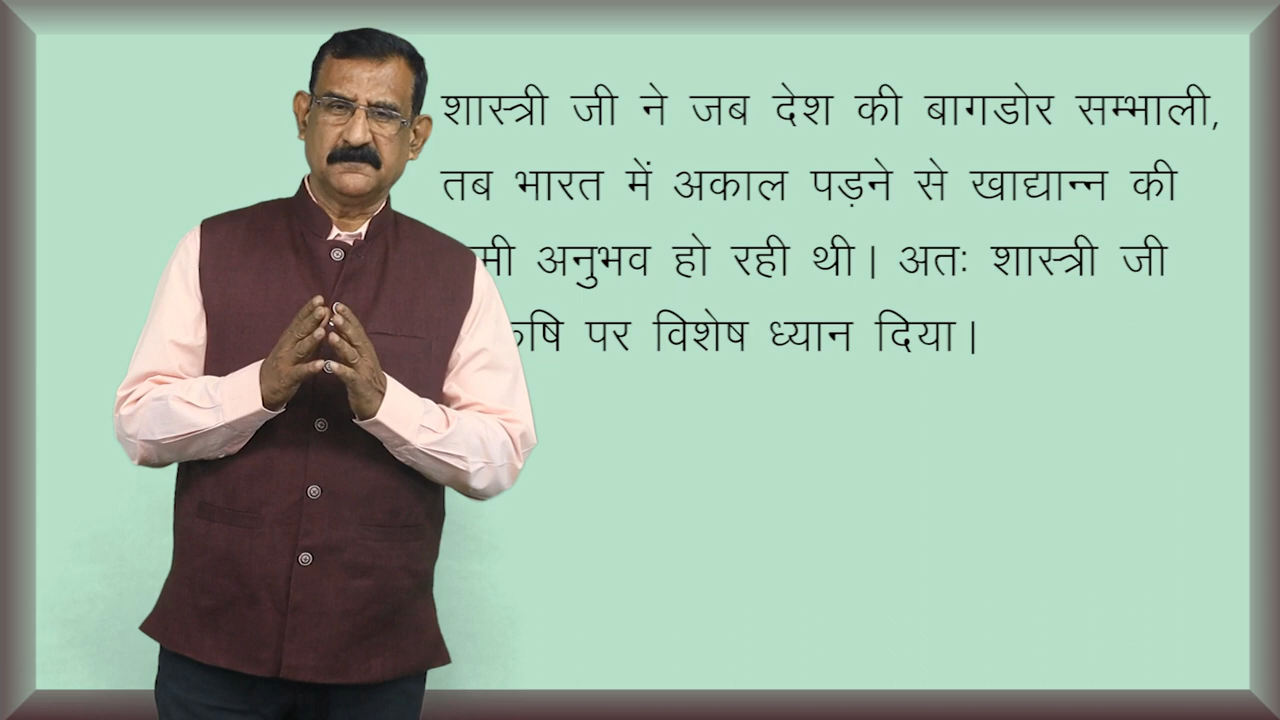 शास्त्री जी ने जब देश की बागडोर सम्भाली,
तब भारत में अकाल पड़ने से खाद्यान्न की
अनुभव हो रही थी। अतः शास्त्री जी
पर विशेष ध्यान दिया।